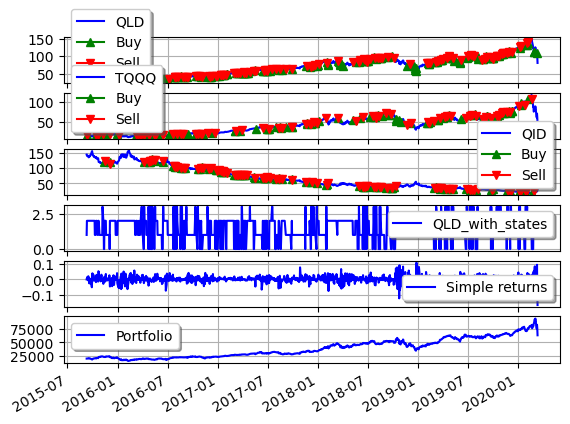 QLD
Buy
Sell
150
100
50
TQQQ
Buy
Sell
100
50
QID
Buy
Sell
150
100
50
QLD_with_states
2.5
0.0
Simple returns
0.1
0.0
−0.1
Portfolio
75000
50000
25000
2015-07
2016-01
2016-07
2017-01
2017-07
2018-01
2018-07
2019-01
2019-07
2020-01